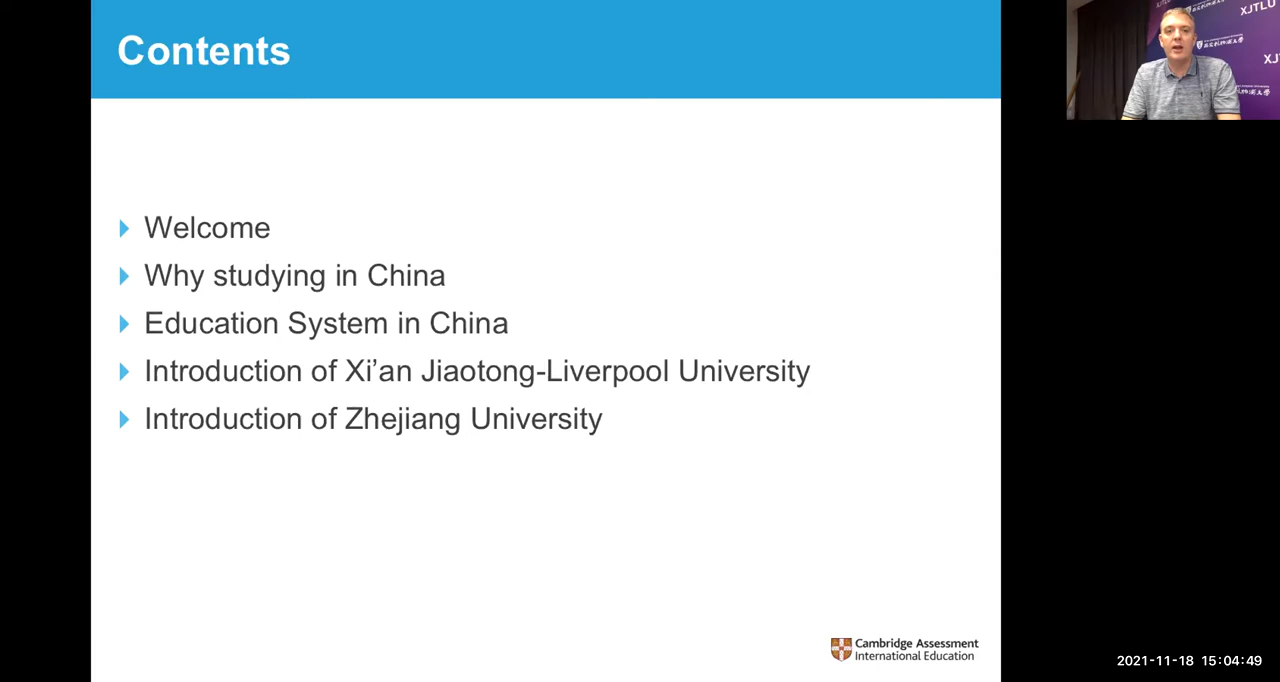 Contents
Welcome
Why studying in China
Education System in China
Introduction of Xi’an Jiaotong-Liverpool University
Introduction of Zhejiang University
Cambridge Assessment
International Education
XJTLU
2021-11-18 15:04:49